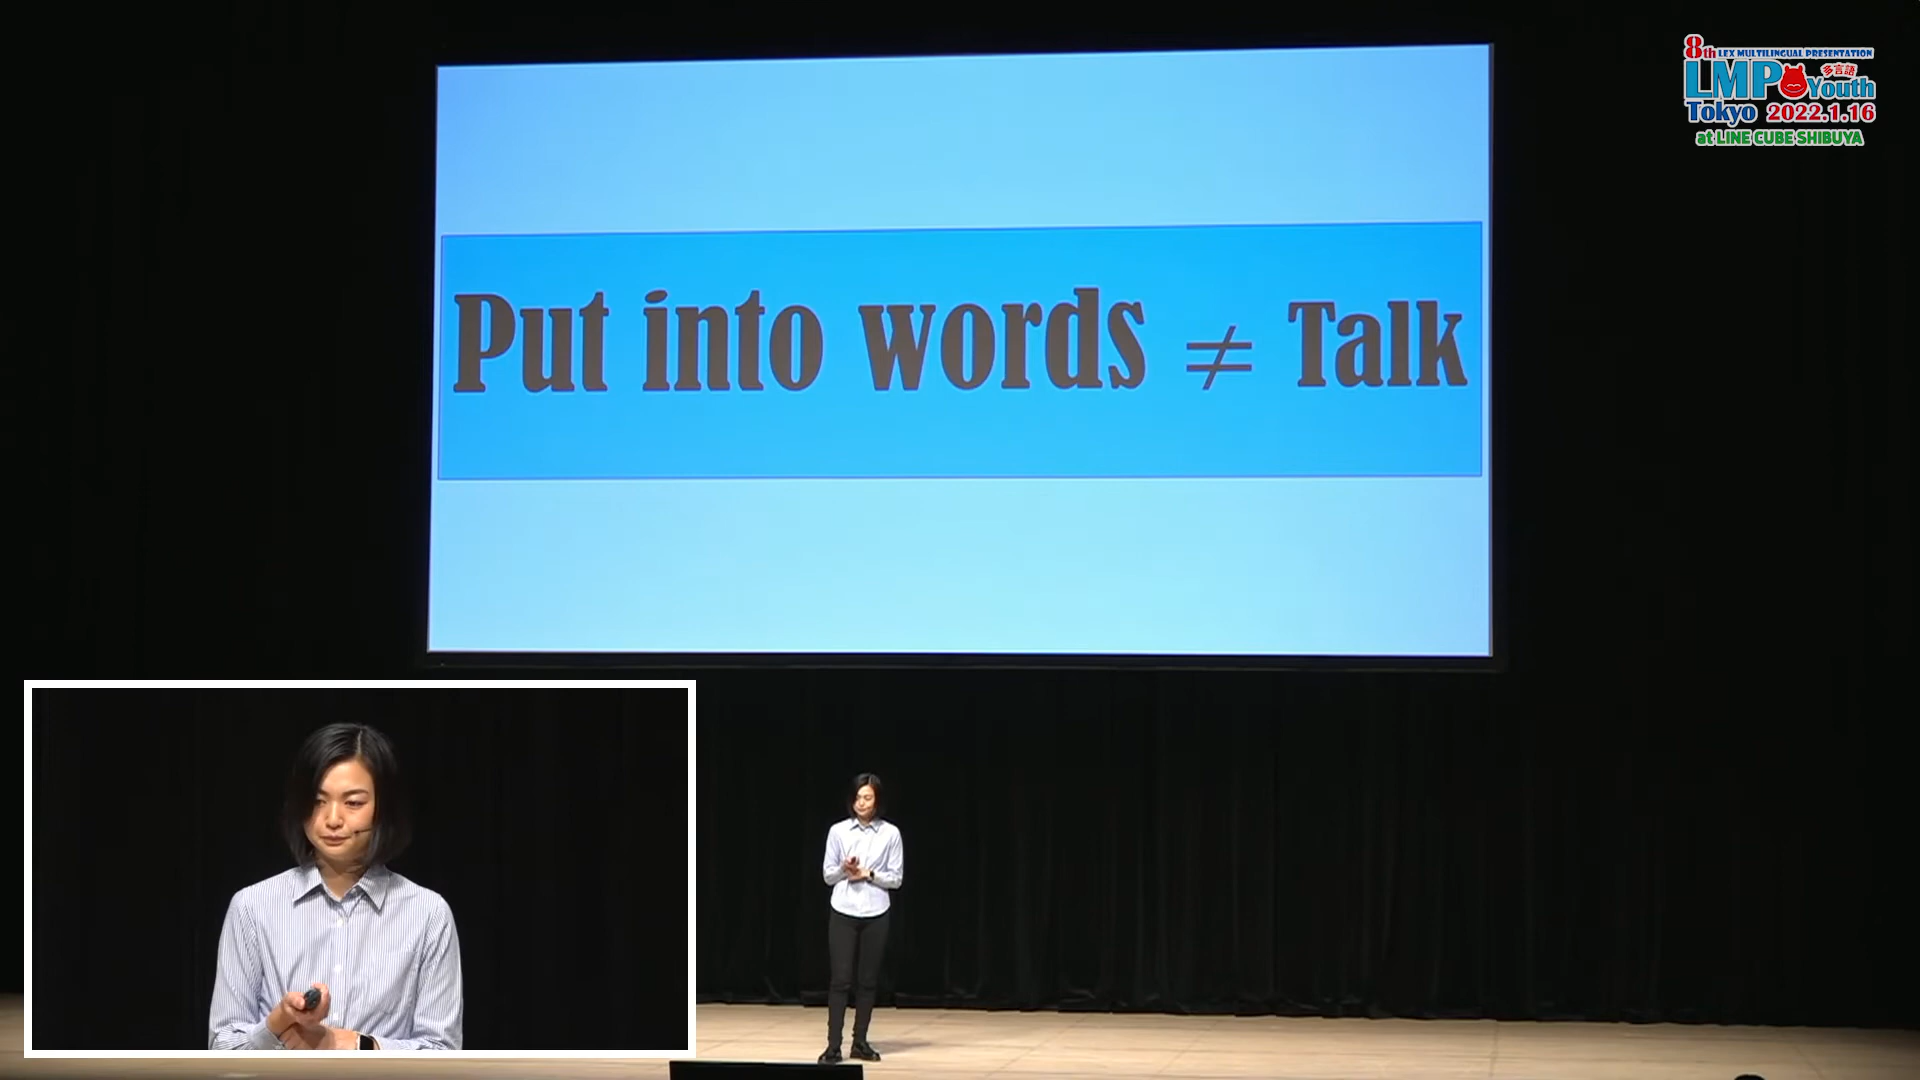 8th LEX MULTILINGUAL PRESENTATION
LMP 多言語 Youth
Tokyo 2022.1.16
at LINE CUBE SHIBUYA
Put into words ≠ Talk